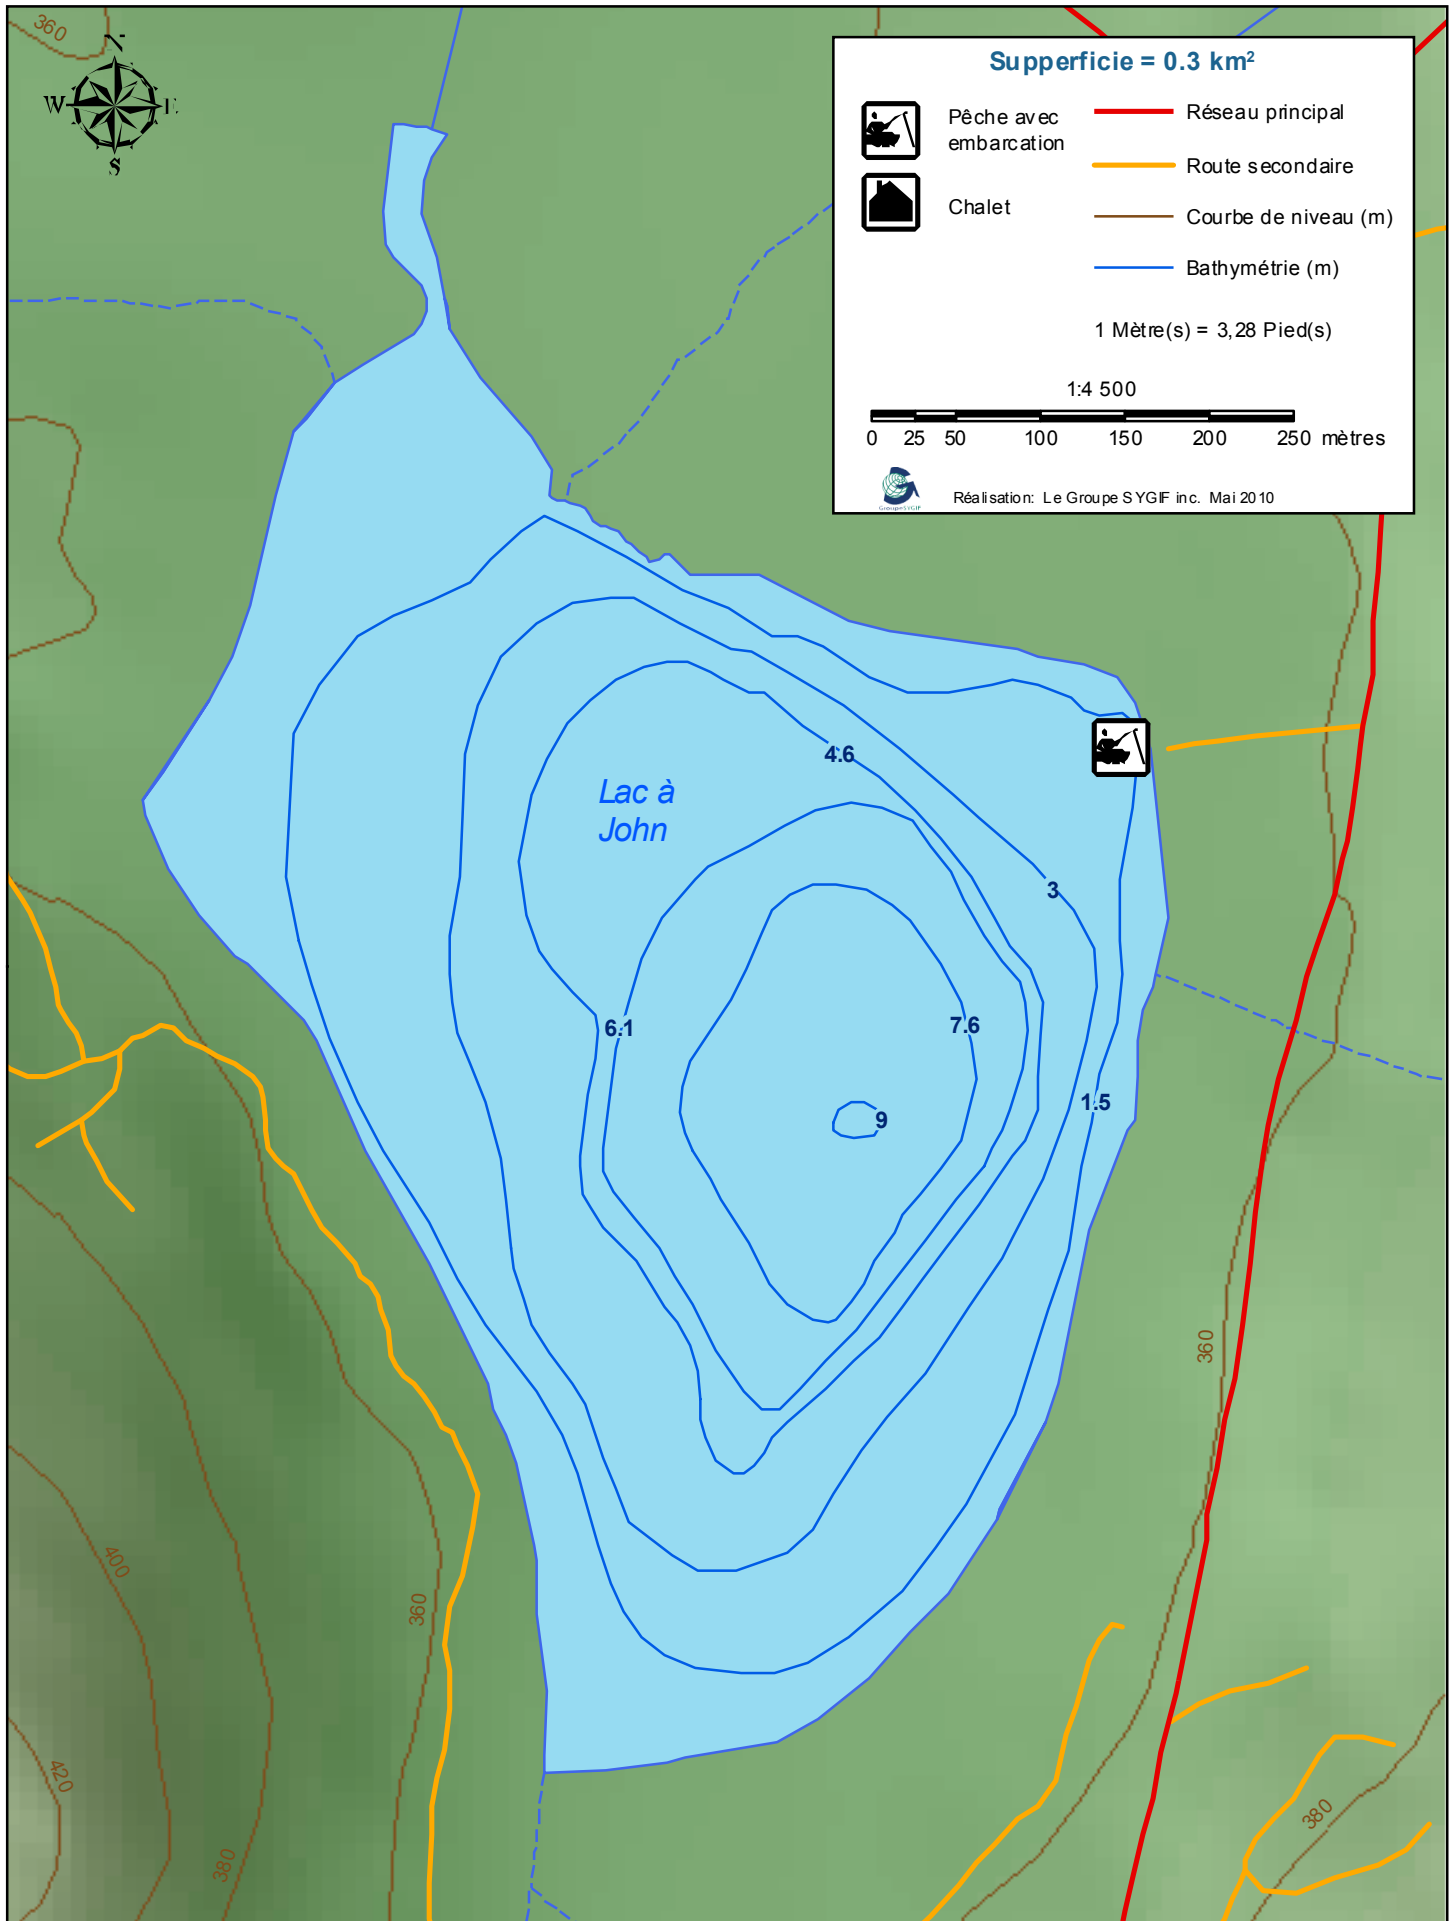 360
N
W
E
S
Supperficie = 0.3 km²
Pêche avec
embarcation
Chalet
Réseau principal
Route secondaire
Courbe de niveau (m)
Bathymétrie (m)
1 Mètre(s) = 3,28 Pied(s)
1:4 500
0 25 50 100 150 200 250 mètres
GroupeSYGIF
Réalisation: Le Groupe SYGIF inc. Mai 2010
4.6
Lac à
John
3
6.1
7.6
1.5
9
360
400
360
420
380
380